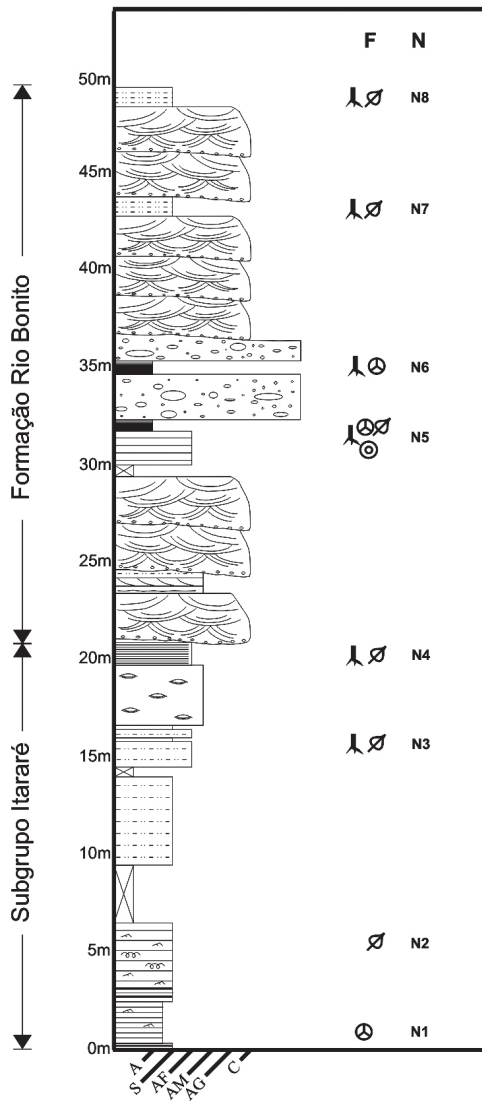 F N
50m
N8
45m
N7
40m
35m
N6
N5
30m
25m
20m
N4
15m
N3
10m
5m
N2
N1
0m
Formação Rio Bonito
Subgrupo Itararé
A
S
AF
AM
AG
C